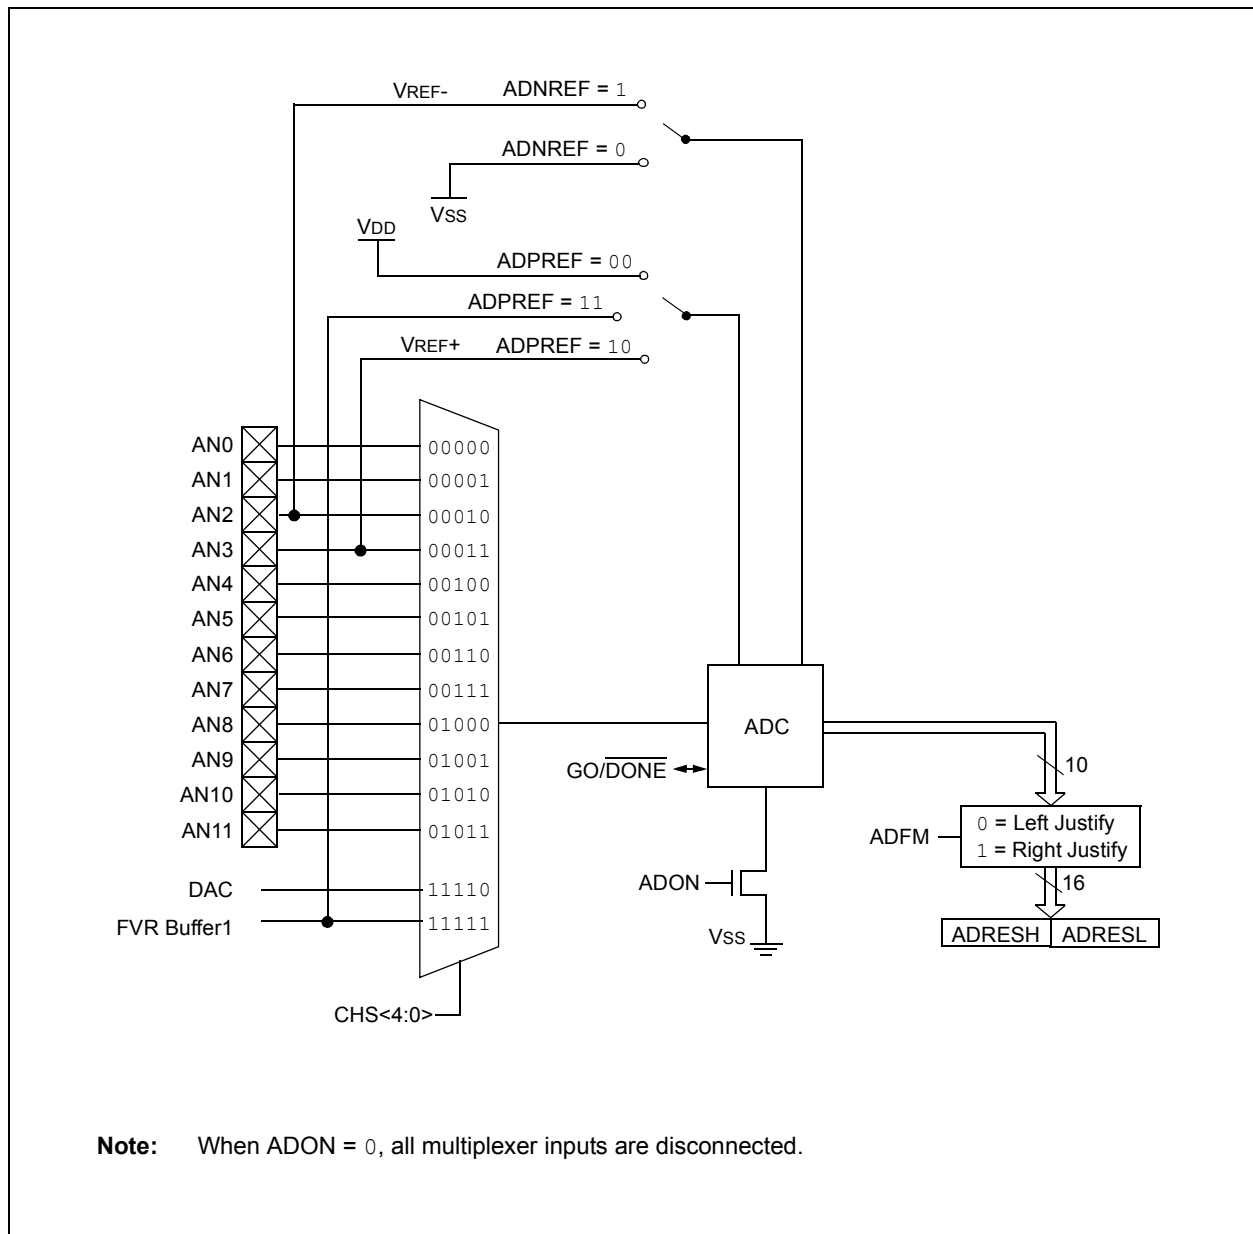 VREF- ADNREF = 1
ADNREF = 0
VSS
VDD
ADPREF = 00
ADPREF = 11
VREF+ ADPREF = 10
AN0 00000
AN1 00001
AN2 00010
AN3 00011
AN4 00100
AN5 00101
AN6 00110
AN7 00111
AN8 01000
AN9 01001
AN10 01010
AN11 01011
DAC 11110
FVR Buffer1 11111
CHS<4:0>
ADC
GO/DONE
ADON
VSS
10
ADFM
0 = Left Justify
1 = Right Justify
16
ADRESH ADRESL
Note: When ADON = 0, all multiplexer inputs are disconnected.